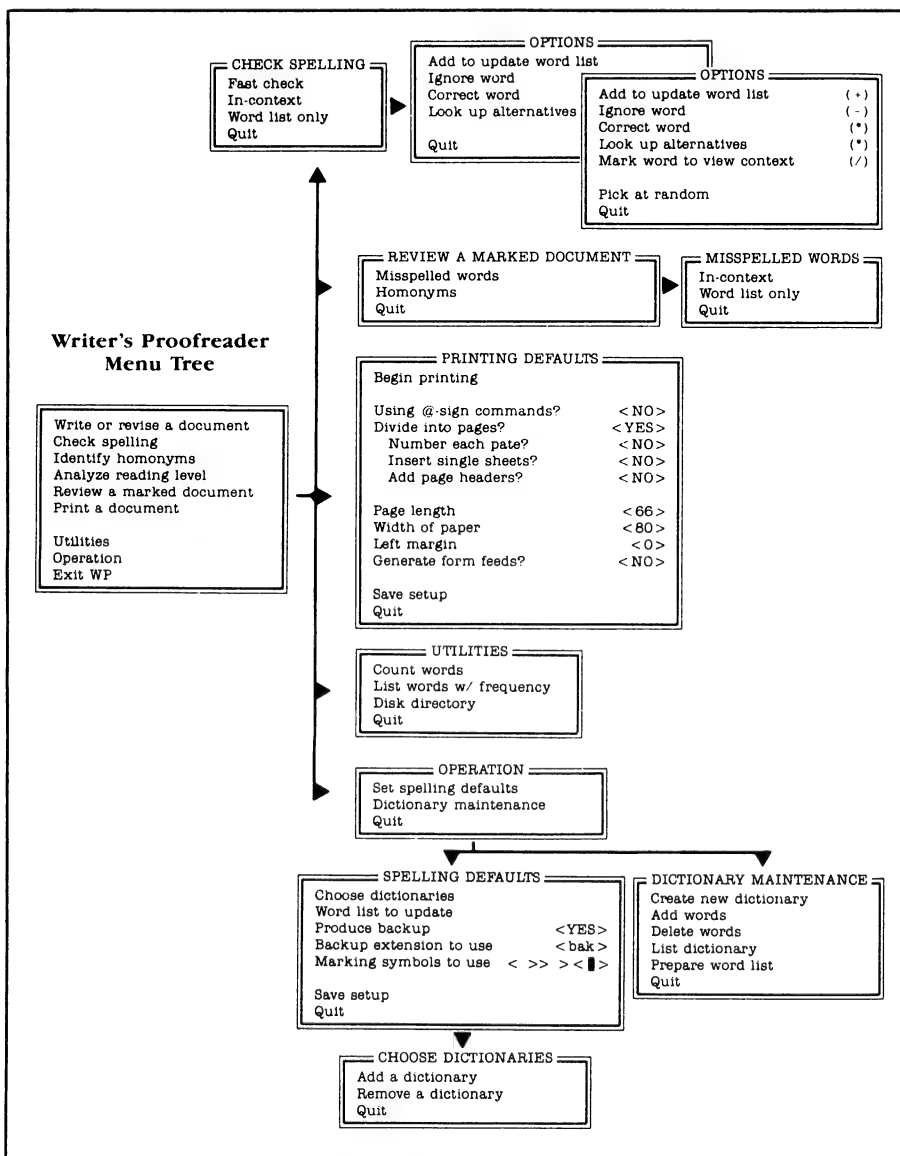 CHECK SPELLING
Fast check
In-context
Word list only
Quit
OPTIONS
Add to update word list
Ignore word
Correct word
Look up alternatives
Quit
OPTIONS
Add to update word list (+)
Ignore word (-)
Correct word (*)
Look up alternatives (*)
Mark word to view context (/)
Pick at random
Quit
REVIEW A MARKED DOCUMENT
Misspelled words
Homonyms
Quit
MISSPELLED WORDS
In-context
Word list only
Quit
Writer's Proofreader
Menu Tree
Write or revise a document
Check spelling
Identify homonyms
Analyze reading level
Review a marked document
Print a document
Utilities
Operation
Exit WP
PRINTING DEFAULTS
Begin printing
Using @-sign commands? <NO>
Divide into pages? <YES>
Number each pate? <NO>
Insert single sheets? <NO>
Add page headers? <NO>
Page length <66>
Width of paper <80>
Left margin <0>
Generate form feeds? <NO>
Save setup
Quit
UTILITIES
Count words
List words w/ frequency
Disk directory
Quit
OPERATION
Set spelling defaults
Dictionary maintenance
Quit
SPELLING DEFAULTS
Choose dictionaries
Word list to update
Produce backup <YES>
Backup extension to use <bak>
Marking symbols to use < >> > <█>
Save setup
Quit
DICTIONARY MAINTENANCE
Create new dictionary
Add words
Delete words
List dictionary
Prepare word list
Quit
CHOOSE DICTIONARIES
Add a dictionary
Remove a dictionary
Quit